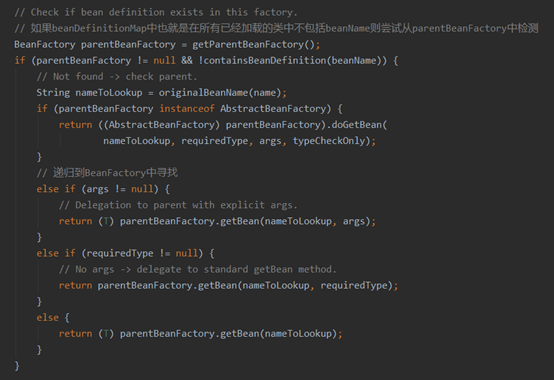 // Check if bean definition exists in this factory.
// 如果beanDefinitionMap中也就是在所有已经加载的类中不包括beanName则尝试从parentBeanFactory中检测
BeanFactory parentBeanFactory = getParentBeanFactory();
if (parentBeanFactory != null && !containsBeanDefinition(beanName)) {
// Not found -> check parent.
String nameToLookup = originalBeanName(name);
if (parentBeanFactory instanceof AbstractBeanFactory) {
return ((AbstractBeanFactory) parentBeanFactory).doGetBean(
nameToLookup, requiredType, args, typeCheckOnly);
}
// 递归到BeanFactory中寻找
else if (args != null) {
// Delegation to parent with explicit args.
return (T) parentBeanFactory.getBean(nameToLookup, args);
}
else if (requiredType != null) {
// No args -> delegate to standard getBean method.
return parentBeanFactory.getBean(nameToLookup, requiredType);
}
else {
return (T) parentBeanFactory.getBean(nameToLookup);
}
}